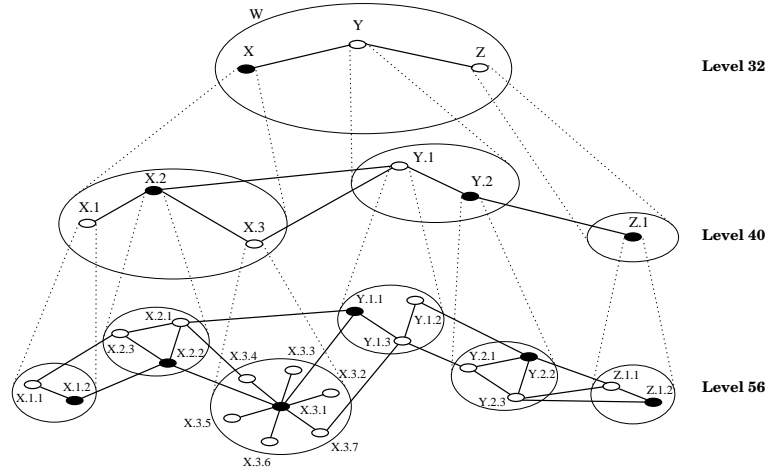 W
Y
X
Z
Level 32
Y.1
X.2
Y.2
X.1
X.3
Z.1
Level 40
Y.1.1
X.2.1
Y.1.2
X.2.3
X.2.2
Y.1.3
X.3.4
X.3.3
Y.2.1
Y.2.2
X.3.2
Z.1.1
Level 56
X.1.1
X.1.2
Z.1.2
X.3.1
Y.2.3
X.3.5
X.3.7
X.3.6